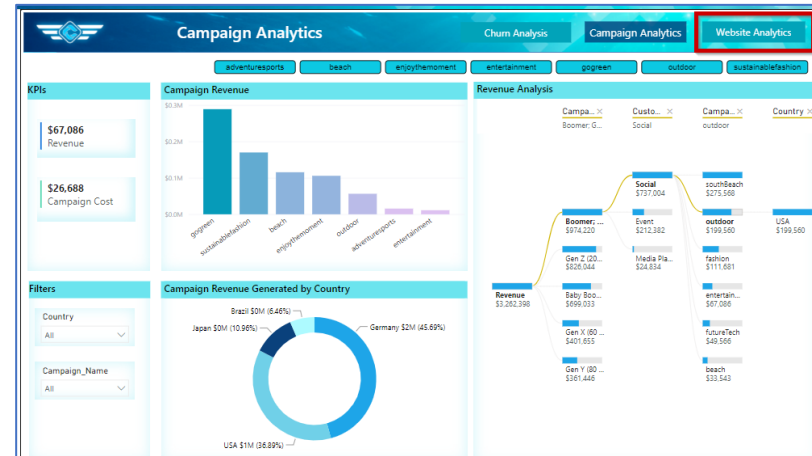 Campaign Analytics
Churn Analysis
Campaign Analytics
Website Analytics
adventuresports
beach
enjoythemoment
entertainment
gogreen
outdoor
sustainablefashion
KPIs
$67,086
Revenue
$26,688
Campaign Cost
Campaign Revenue
$0.3M
$0.2M
$0.1M
$0.0M
gogreen
sustainablefashion
beach
enjoythemoment
outdoor
adventuresports
entertainment
Revenue Analysis
Campa...
Custo...
Campa...
Country
Boomer; G...
Social
outdoor
Revenue
$3,262,398
Boomer; ...
$974,220
Gen Z (20...
$826,044
Baby Boo...
$699,033
Gen X (60 ...
$401,655
Gen Y (80 ...
$361,446
Social
$737,004
Event
$212,382
Media Pla...
$24,834
southBeach
$275,568
outdoor
$199,560
fashion
$111,681
entertain...
$67,086
futureTech
$49,566
beach
$33,543
USA
$199,560
Filters
Country
All
Campaign_Name
All
Campaign Revenue Generated by Country
Brazil $0M (6.46%)
Japan $0M (10.96%)
Germany $2M (45.69%)
USA $1M (36.89%)